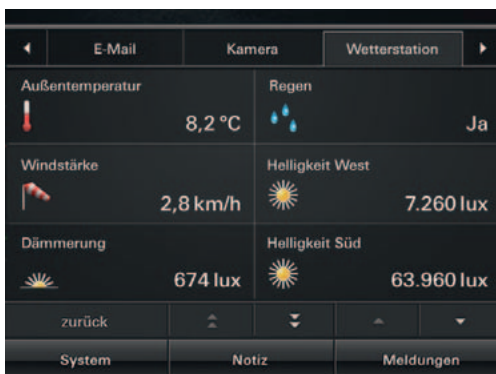 E-Mail
Kamera
Wetterstation
Außentemperatur
8,2 °C
Regen
Ja
Windstärke
2,8 km/h
Helligkeit West
7.260 lux
Dämmerung
674 lux
Helligkeit Süd
63.960 lux
zurück
System
Notiz
Meldungen